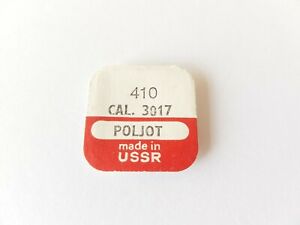 410
CAL. 3017
POLJOT
made in
USSR